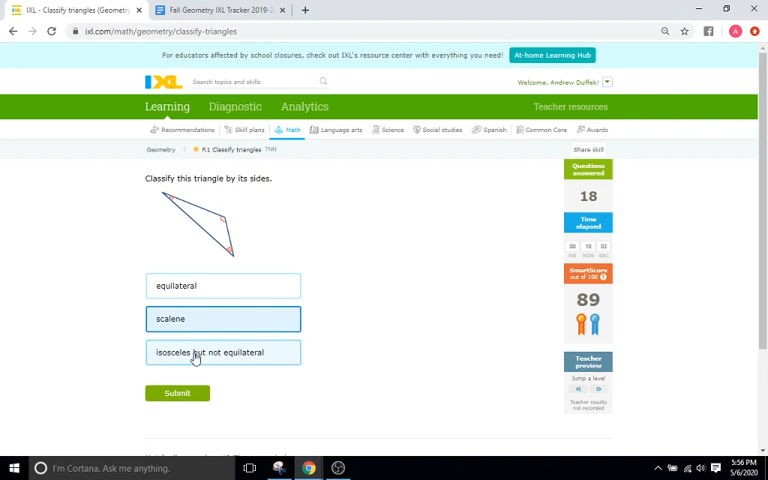 IXL - Classify triangles (Geometry
Fall Geometry IXL Tracker 2019-2
ixl.com/math/geometry/classify-triangles
For educators affected by school closures, check out IXL's resource center with everything you need!
At-home Learning Hub
IXL
Search topics and skills
Welcome, Andrew Duffek!
Learning
Diagnostic
Analytics
Teacher resources
Recommendations
Skill plans
Math
Language arts
Science
Social studies
Spanish
Common Core
Awards
Geometry
F.1 Classify triangles
TNN
Share skill
Classify this triangle by its sides.
equilateral
scalene
isosceles but not equilateral
Submit
Questions
answered
18
Time
elapsed
00 10 03
HR MIN SEC
SmartScore
out of 100
89
Teacher
preview
Jump a level
Teacher results
not recorded
I'm Cortana. Ask me anything.
5:56 PM
5/6/2020